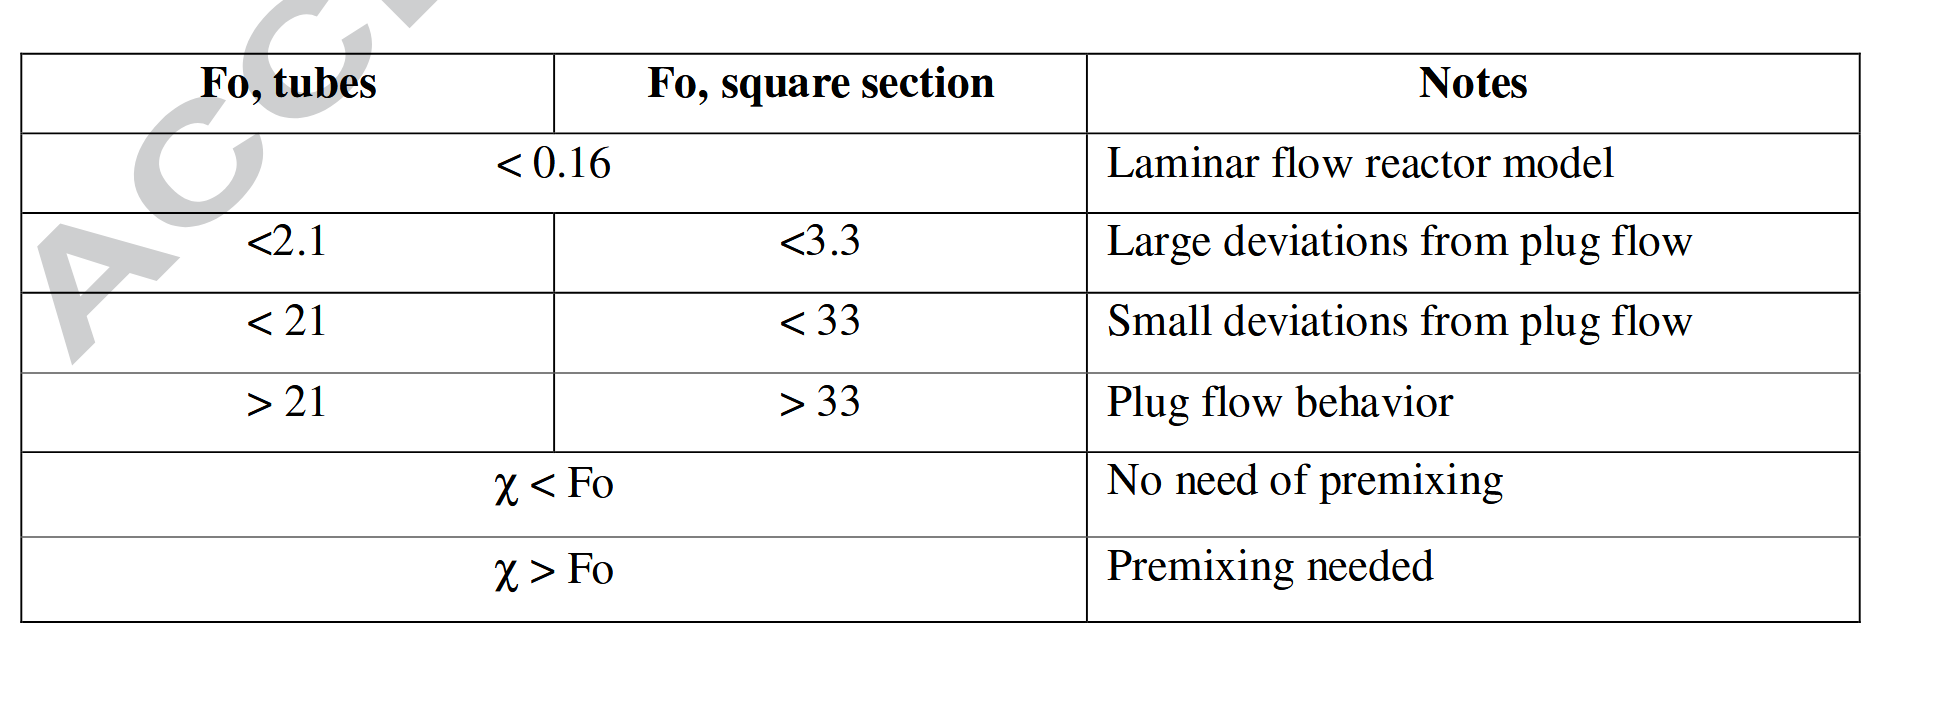 Fo, tubes Fo, square section Notes
< 0.16 Laminar flow reactor model
<2.1 <3.3 Large deviations from plug flow
< 21 < 33 Small deviations from plug flow
> 21 > 33 Plug flow behavior
χ < Fo No need of premixing
χ > Fo Premixing needed
ACC